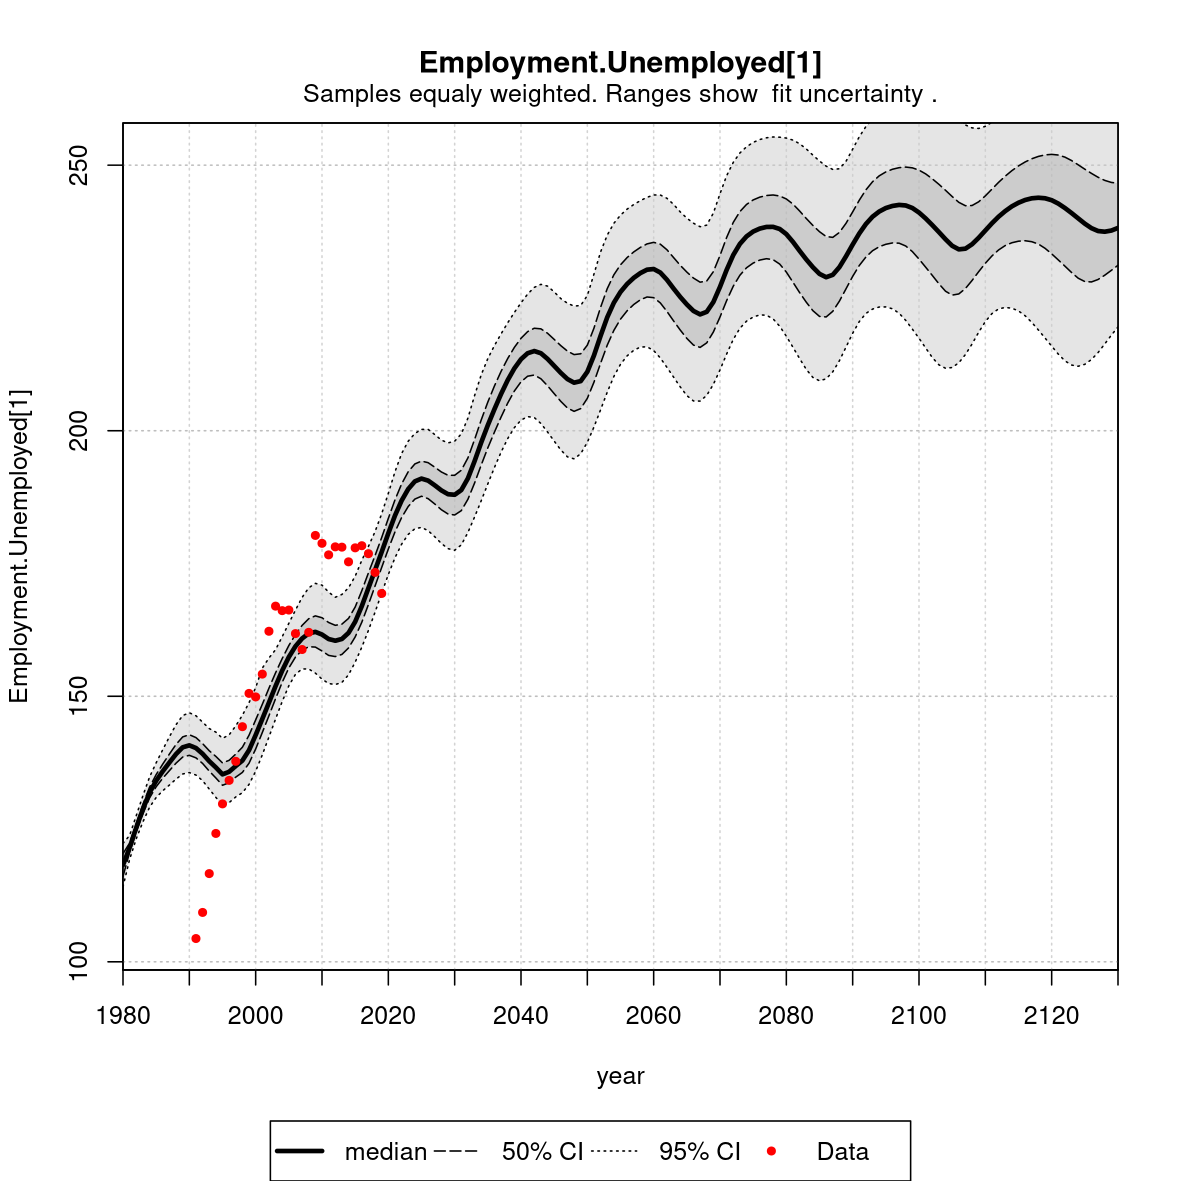 Employment.Unemployed[1]
Samples equaly weighted. Ranges show  fit uncertainty .
Employment.Unemployed[1]
250
200
150
100
1980 2000 2020 2040 2060 2080 2100 2120
year
median 50% CI 95% CI Data